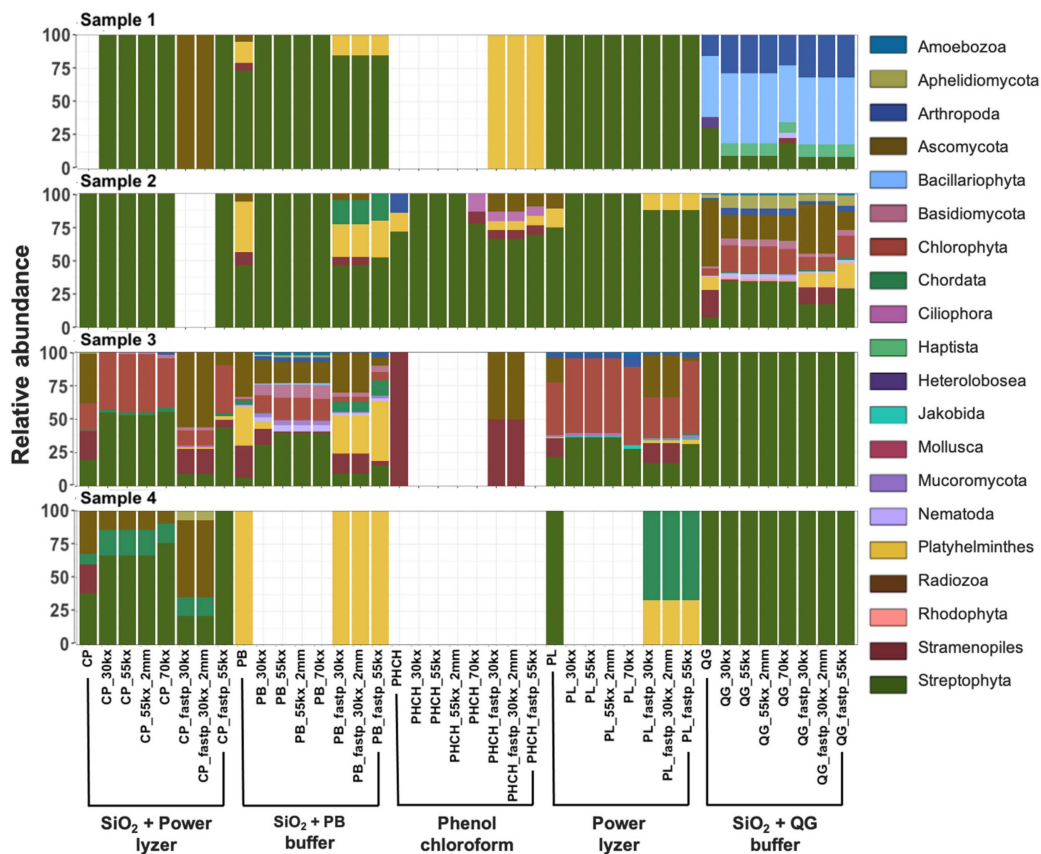 Sample 1
100
75
50
25
0
Sample 2
100
75
50
25
0
Sample 3
100
75
50
25
0
Sample 4
100
75
50
25
0
Relative abundance
CP
CP_30kx
CP_55kx
CP_55kx_2mm
CP_70kx
CP_fastp_30kx
CP_fastp_30kx_2mm
CP_fastp_55kx
PB
PB_30kx
PB_55kx
PB_55kx_2mm
PB_70kx
PB_fastp_30kx
PB_fastp_30kx_2mm
PB_fastp_55kx
PHCH
PHCH_30kx
PHCH_55kx
PHCH_55kx_2mm
PHCH_70kx
PHCH_fastp_30kx
PHCH_fastp_30kx_2mm
PHCH_fastp_55kx
PL
PL_30kx
PL_55kx
PL_55kx_2mm
PL_70kx
PL_fastp_30kx
PL_fastp_30kx_2mm
PL_fastp_55kx
QG
QG_30kx
QG_55kx
QG_55kx_2mm
QG_70kx
QG_fastp_30kx
QG_fastp_30kx_2mm
QG_fastp_55kx
SiO₂ + Power
lyzer
SiO₂ + PB
buffer
Phenol
chloroform
Power
lyzer
SiO₂ + QG
buffer
Amoebozoa
Aphelidiomycota
Arthropoda
Ascomycota
Bacillariophyta
Basidiomycota
Chlorophyta
Chordata
Ciliophora
Haptista
Heterolobosea
Jakobida
Mollusca
Mucoromycota
Nematoda
Platyhelminthes
Radiozoa
Rhodophyta
Stramenopiles
Streptophyta